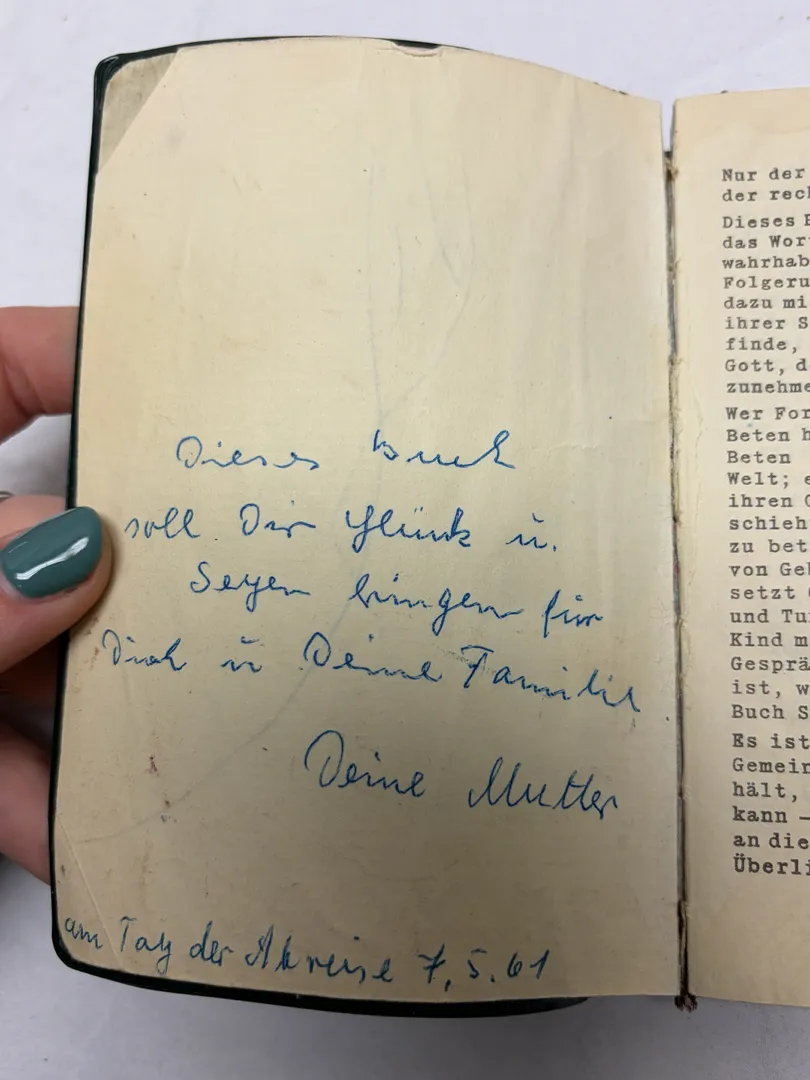 Dieses Buch
soll Dir Glück u.
Segen bringen für
Dich u Deine Familie
Deine Mutter
am Tag der Abreise 7.5.61
Nur der
der rech
Dieses B
das Wor
wahrhab
Folgeru
dazu mi
ihrer S
finde,
Gott, d
zunehme
Wer For
Beten h
Beten
Welt; e
ihren G
schieh
zu bet
von Geb
setzt
und Tu
Kind m
Gesprä
ist, w
Buch S
Es ist
Gemein
hält,
kann —
an die
Überli